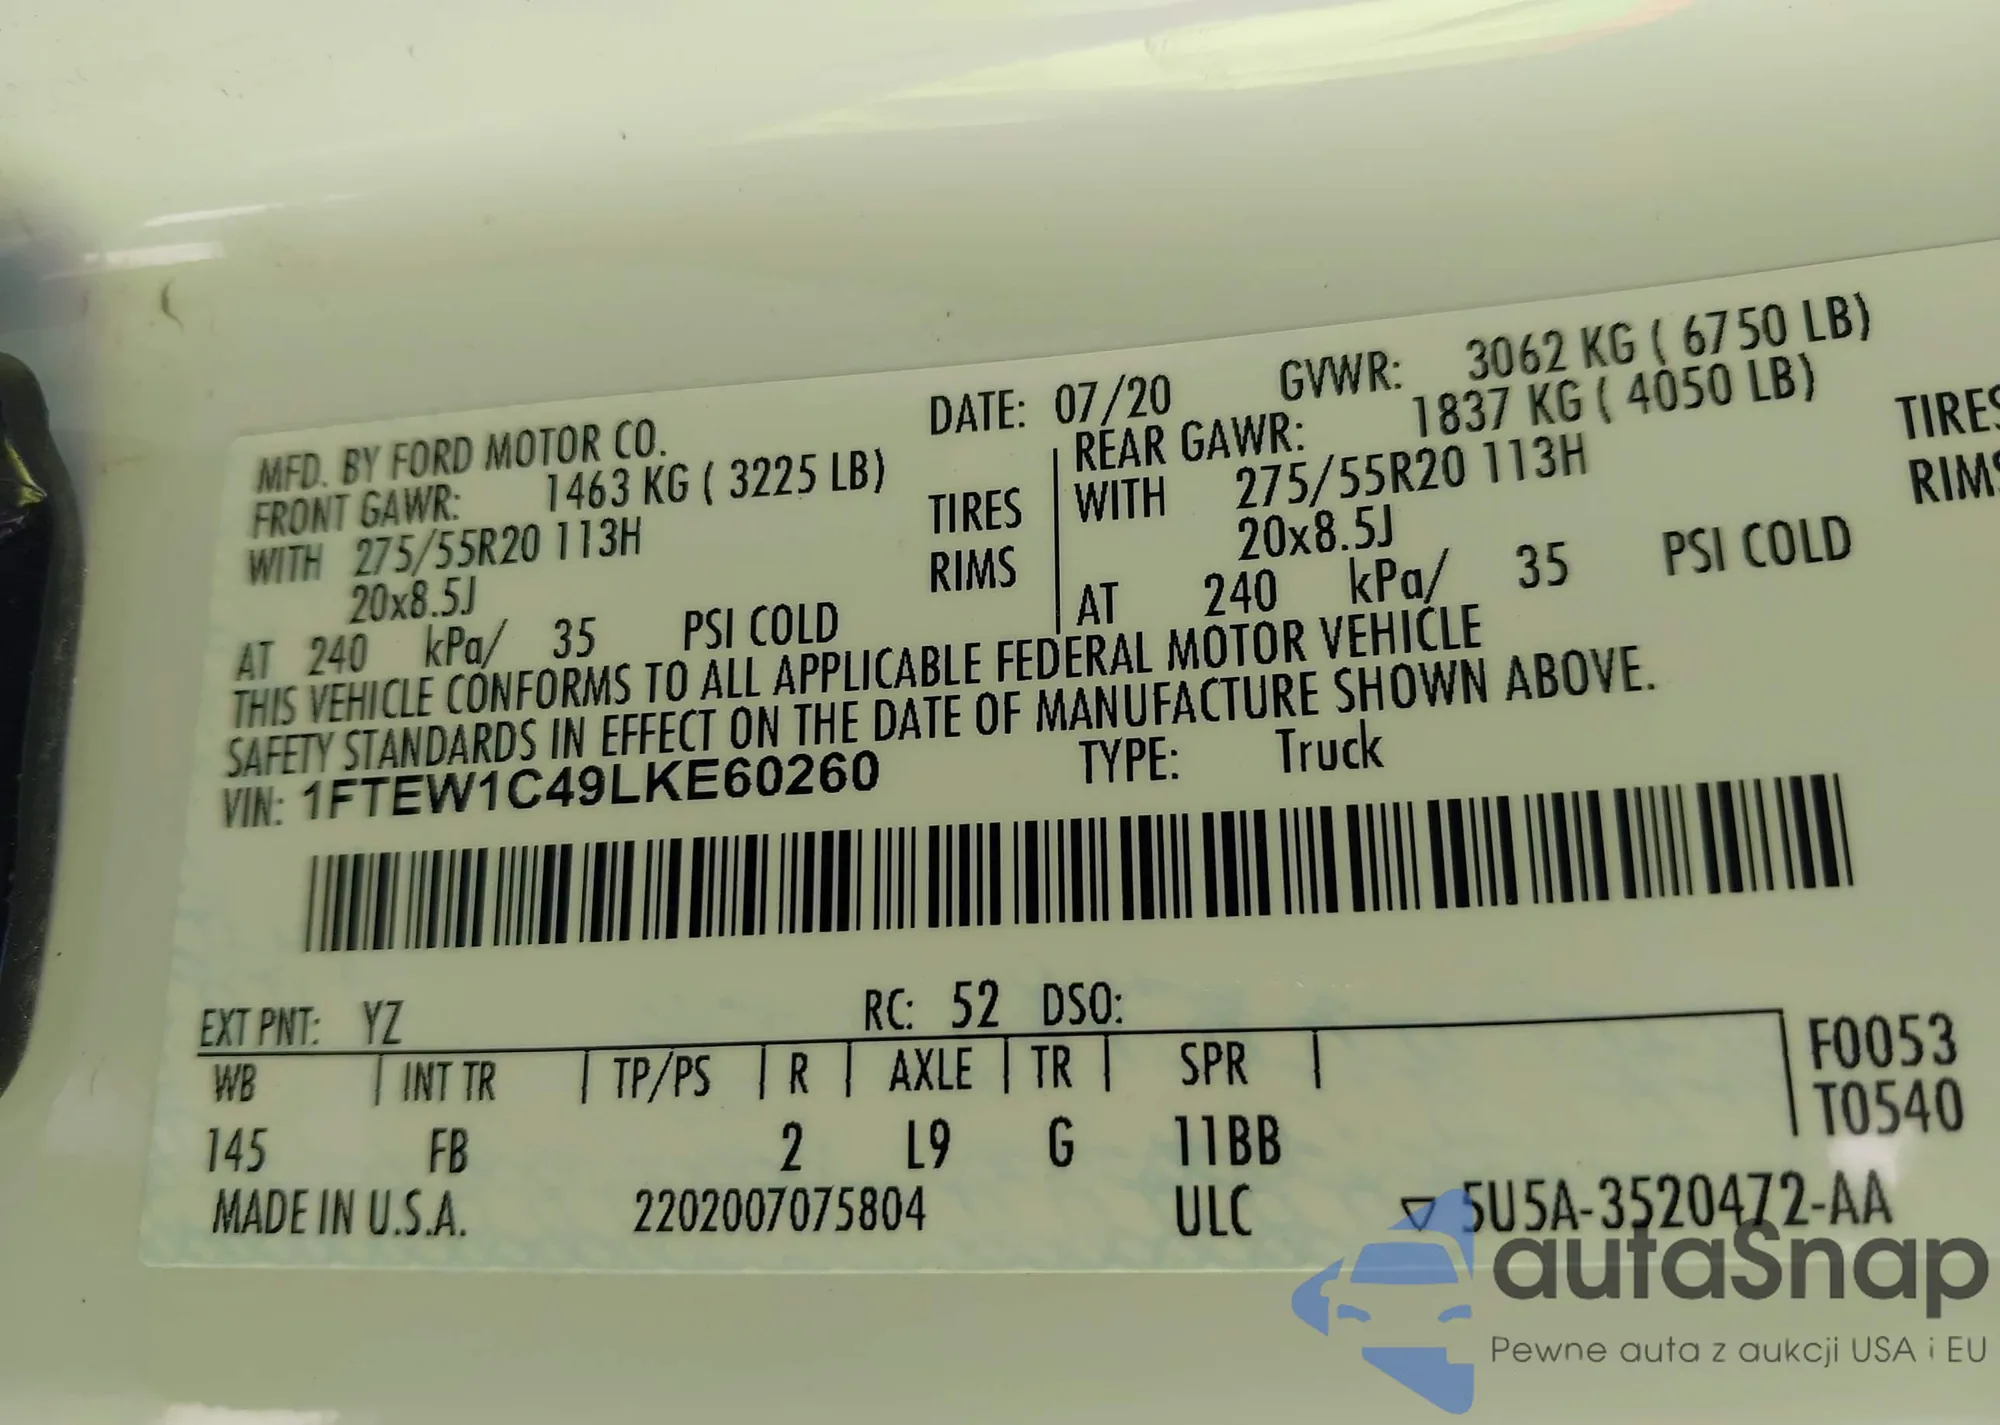 MFD. BY FORD MOTOR CO. DATE: 07/20 GVWR: 3062 KG ( 6750 LB)
FRONT GAWR: 1463 KG ( 3225 LB) REAR GAWR: 1837 KG ( 4050 LB)
WITH 275/55R20 113H TIRES WITH 275/55R20 113H TIRES
20x8.5J RIMS 20x8.5J RIMS
AT 240 kPa/ 35 PSI COLD AT 240 kPa/ 35 PSI COLD
THIS VEHICLE CONFORMS TO ALL APPLICABLE FEDERAL MOTOR VEHICLE
SAFETY STANDARDS IN EFFECT ON THE DATE OF MANUFACTURE SHOWN ABOVE.
VIN: 1FTEW1C49LKE60260 TYPE: Truck
EXT PNT: YZ RC: 52 DSO:
WB INT TR TP/PS R AXLE TR SPR F0053
145 FB 2 L9 G 11BB T0540
MADE IN U.S.A. 2202007075804 ULC 5U5A-3520472-AA
autaSnap
Pewne auta z aukcji USA i EU